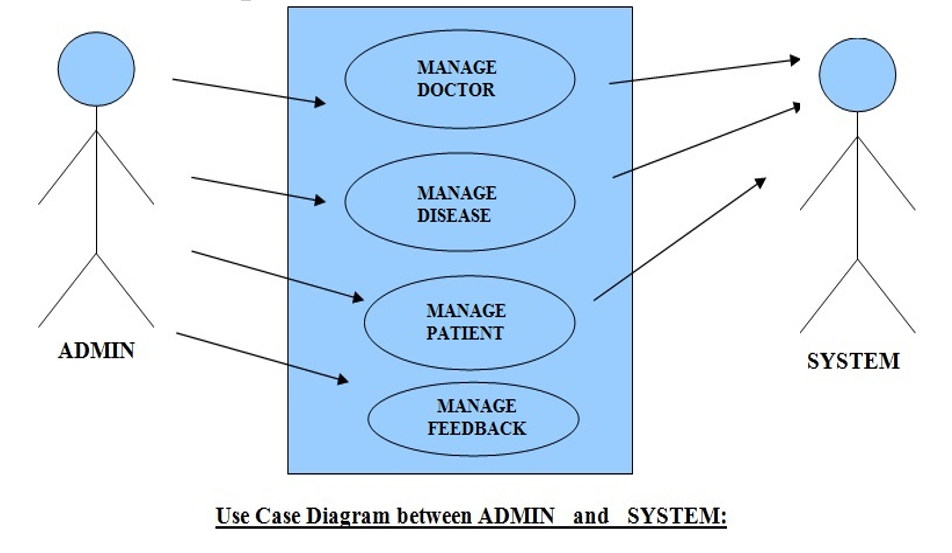 MANAGE
DOCTOR
MANAGE
DISEASE
MANAGE
PATIENT
MANAGE
FEEDBACK
ADMIN
SYSTEM
Use Case Diagram between ADMIN and SYSTEM: